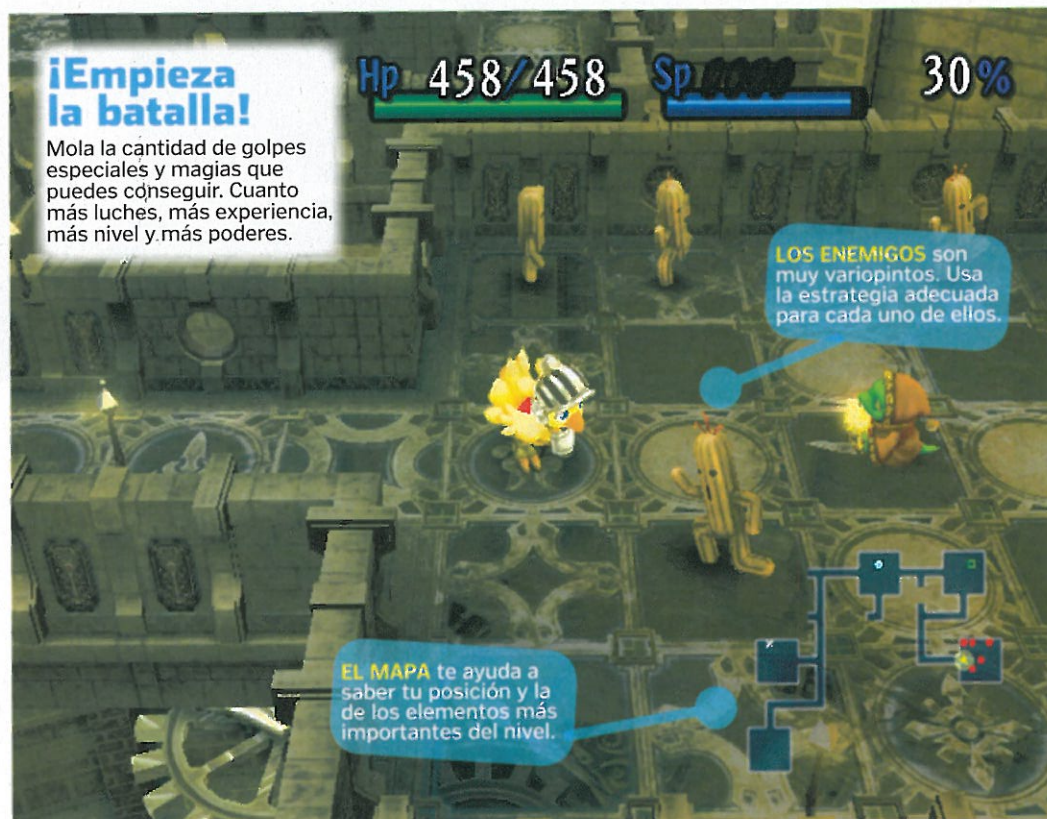 ¡Empieza
la batalla!
Mola la cantidad de golpes
especiales y magias que
puedes conseguir. Cuanto
más luches, más experiencia,
más nivel y más poderes.
Hp 458/458 Sp 30%
LOS ENEMIGOS son
muy variopintos. Usa
la estrategia adecuada
para cada uno de ellos.
EL MAPA te ayuda a
saber tu posición y la
de los elementos más
importantes del nivel.